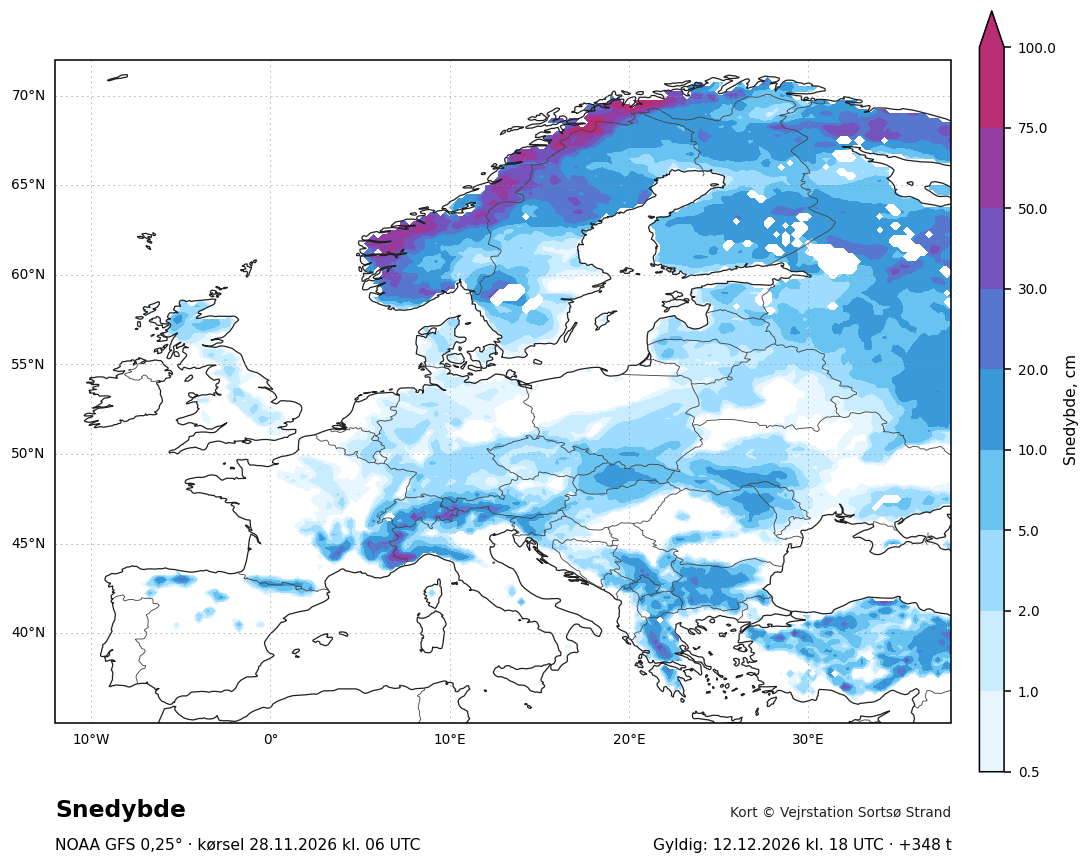 100.0
75.0
50.0
30.0
20.0
10.0
5.0
2.0
1.0
0.5
Snedybde, cm
70°N
65°N
60°N
55°N
50°N
45°N
40°N
10°W
0°
10°E
20°E
30°E
Snedybde
Kort © Vejrstation Sortsø Strand
NOAA GFS 0,25° · kørsel 28.11.2026 kl. 06 UTC
Gyldig: 12.12.2026 kl. 18 UTC · +348 t